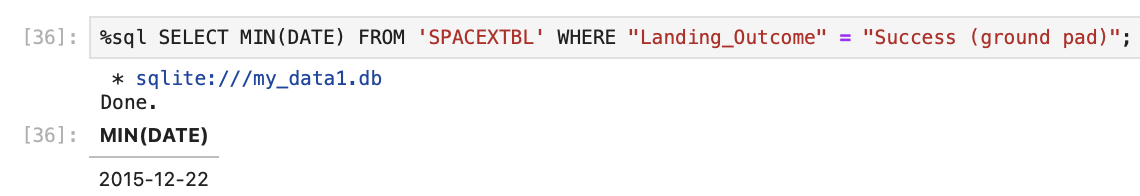 [36]: %sql SELECT MIN(DATE) FROM 'SPACEXTBL' WHERE "Landing_Outcome" = "Success (ground pad)";
* sqlite:///my_data1.db
Done.
[36]: MIN(DATE)
2015-12-22